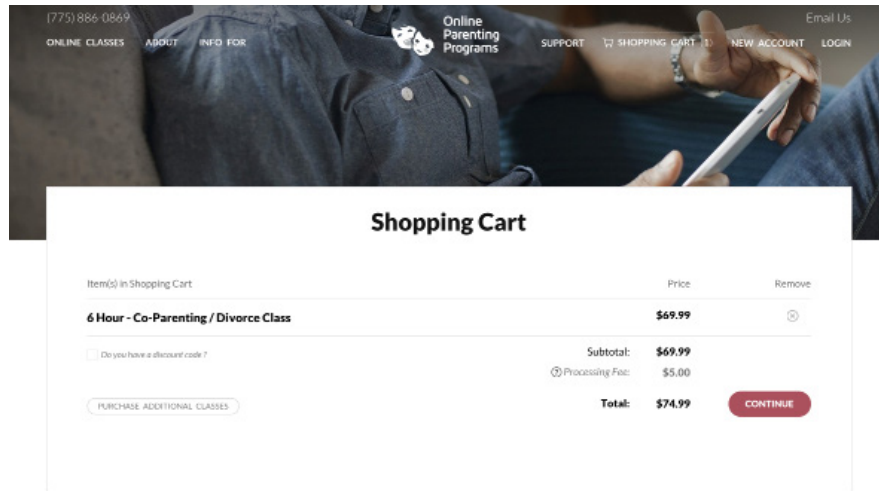 (775) 886-0869
Email Us
ONLINE CLASSES ABOUT INFO FOR
Online
Parenting
Programs
SUPPORT SHOPPING CART 1 NEW ACCOUNT LOGIN
Shopping Cart
Item(s) in Shopping Cart Price Remove
6 Hour - Co-Parenting / Divorce Class $69.99
Do you have a discount code ? Subtotal: $69.99
? Processing Fee: $5.00
PURCHASE ADDITIONAL CLASSES Total: $74.99 CONTINUE